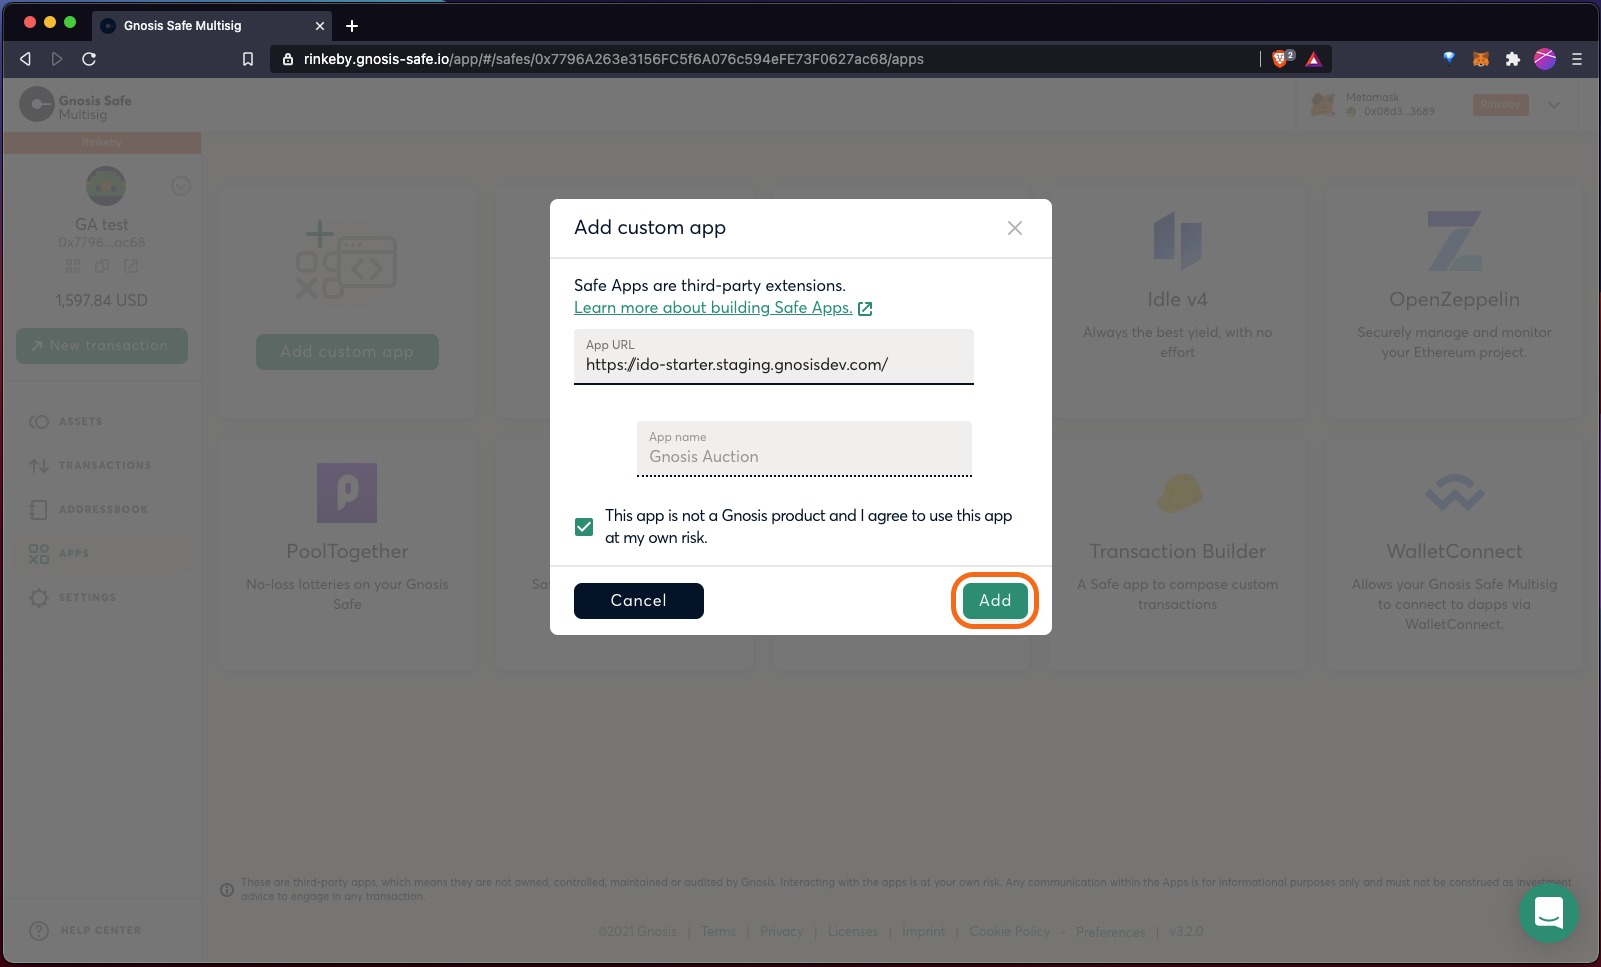 Gnosis Safe Multisig
rinkeby.gnosis-safe.io/app/#/safes/0x7796A263e3156FC5f6A076c594eFE73F0627ac68/apps
2
Gnosis Safe
Multisig
Metamask
0x08d3...3689
Rinkeby
Rinkeby
GA test
0x7796...ac68
1,597.84 USD
New transaction
ASSETS
TRANSACTIONS
ADDRESSBOOK
APPS
SETTINGS
HELP CENTER
Add custom app
Idle v4
Always the best yield, with no
effort
OpenZeppelin
Securely manage and monitor
your Ethereum project.
PoolTogether
No-loss lotteries on your Gnosis
Safe
Sa
Transaction Builder
A Safe app to compose custom
transactions
WalletConnect
Allows your Gnosis Safe Multisig
to connect to dapps via
WalletConnect.
Add custom app
Safe Apps are third-party extensions.
Learn more about building Safe Apps.
App URL
https://ido-starter.staging.gnosisdev.com/
App name
Gnosis Auction
This app is not a Gnosis product and I agree to use this app
at my own risk.
Cancel
Add
These are third-party apps, which means they are not owned, controlled, maintained or audited by Gnosis. Interacting with the apps is at your own risk. Any communication within the Apps is for informational purposes only and must not be construed as investment
advice to engage in any transaction.
©2021 Gnosis | Terms | Privacy | Licenses | Imprint | Cookie Policy - Preferences | v3.2.0